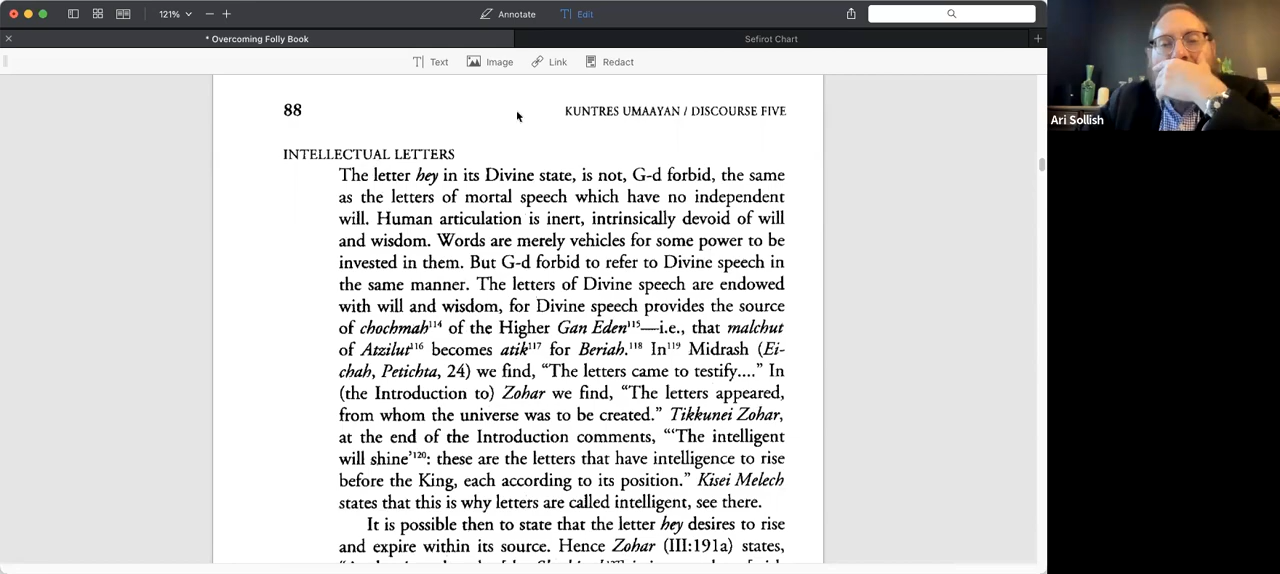 121%
Annotate
Edit
* Overcoming Folly Book
Sefirot Chart
Text
Image
Link
Redact
88
KUNTRES UMAAYAN / DISCOURSE FIVE
INTELLECTUAL LETTERS
The letter hey in its Divine state, is not, G-d forbid, the same
as the letters of mortal speech which have no independent
will. Human articulation is inert, intrinsically devoid of will
and wisdom. Words are merely vehicles for some power to be
invested in them. But G-d forbid to refer to Divine speech in
the same manner. The letters of Divine speech are endowed
with will and wisdom, for Divine speech provides the source
of chochmah¹¹⁴ of the Higher Gan Eden¹¹⁵—i.e., that malchut
of Atzilut¹¹⁶ becomes atik¹¹⁷ for Beriah.¹¹⁸ In¹¹⁹ Midrash (Ei-
chah, Petichta, 24) we find, “The letters came to testify....” In
(the Introduction to) Zohar we find, “The letters appeared,
from whom the universe was to be created.” Tikkunei Zohar,
at the end of the Introduction comments, “‘The intelligent
will shine’¹²⁰: these are the letters that have intelligence to rise
before the King, each according to its position.” Kisei Melech
states that this is why letters are called intelligent, see there.
It is possible then to state that the letter hey desires to rise
and expire within its source. Hence Zohar (III:191a) states,
Ari Sollish